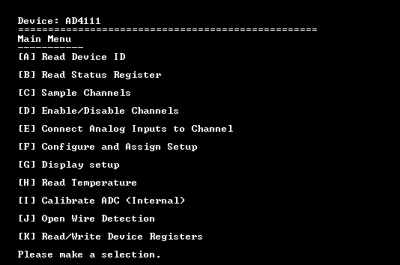 Device: AD4111
====================================================
Main Menu
-----------
[A] Read Device ID
[B] Read Status Register
[C] Sample Channels
[D] Enable/Disable Channels
[E] Connect Analog Inputs to Channel
[F] Configure and Assign Setup
[G] Display setup
[H] Read Temperature
[I] Calibrate ADC (Internal)
[J] Open Wire Detection
[K] Read/Write Device Registers
Please make a selection.